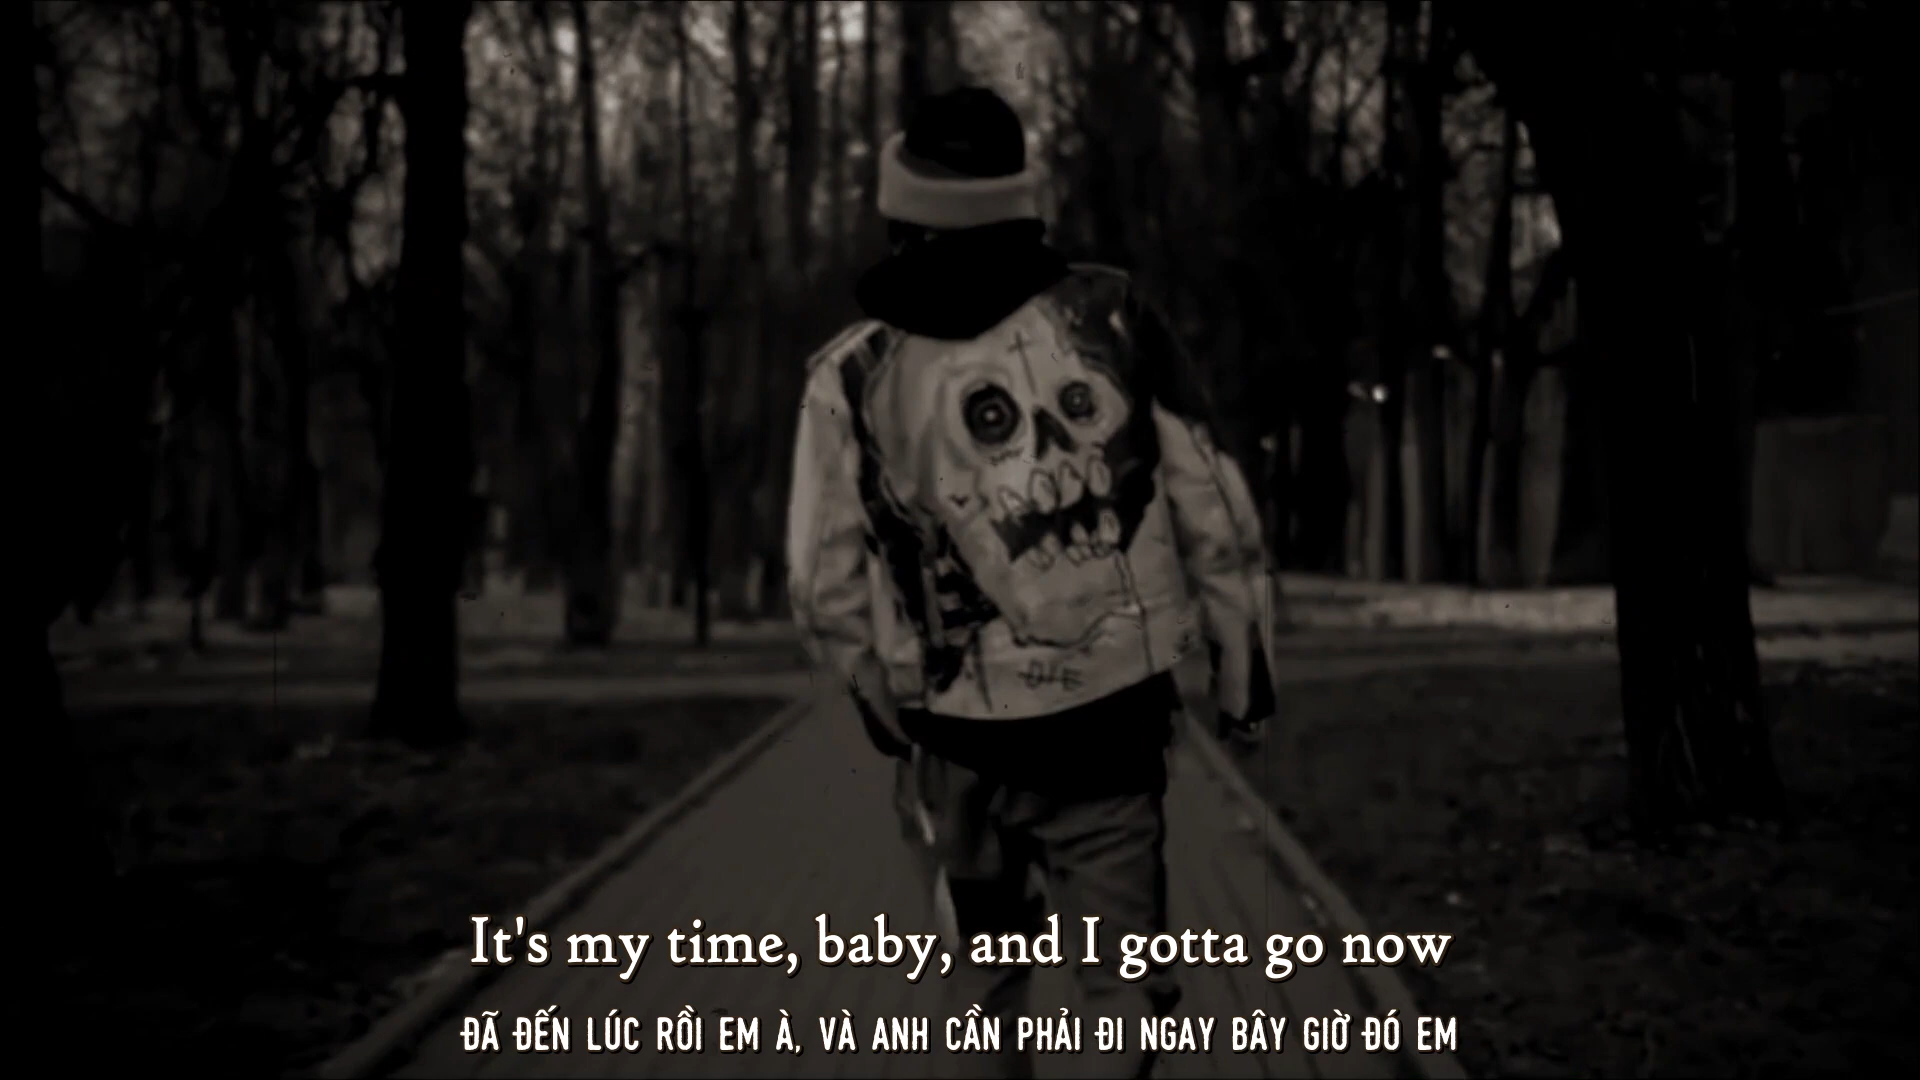 DIE
It's my time, baby, and I gotta go now
ĐÃ ĐẾN LÚC RỒI EM À, VÀ ANH CẦN PHẢI ĐI NGAY BÂY GIỜ ĐÓ EM